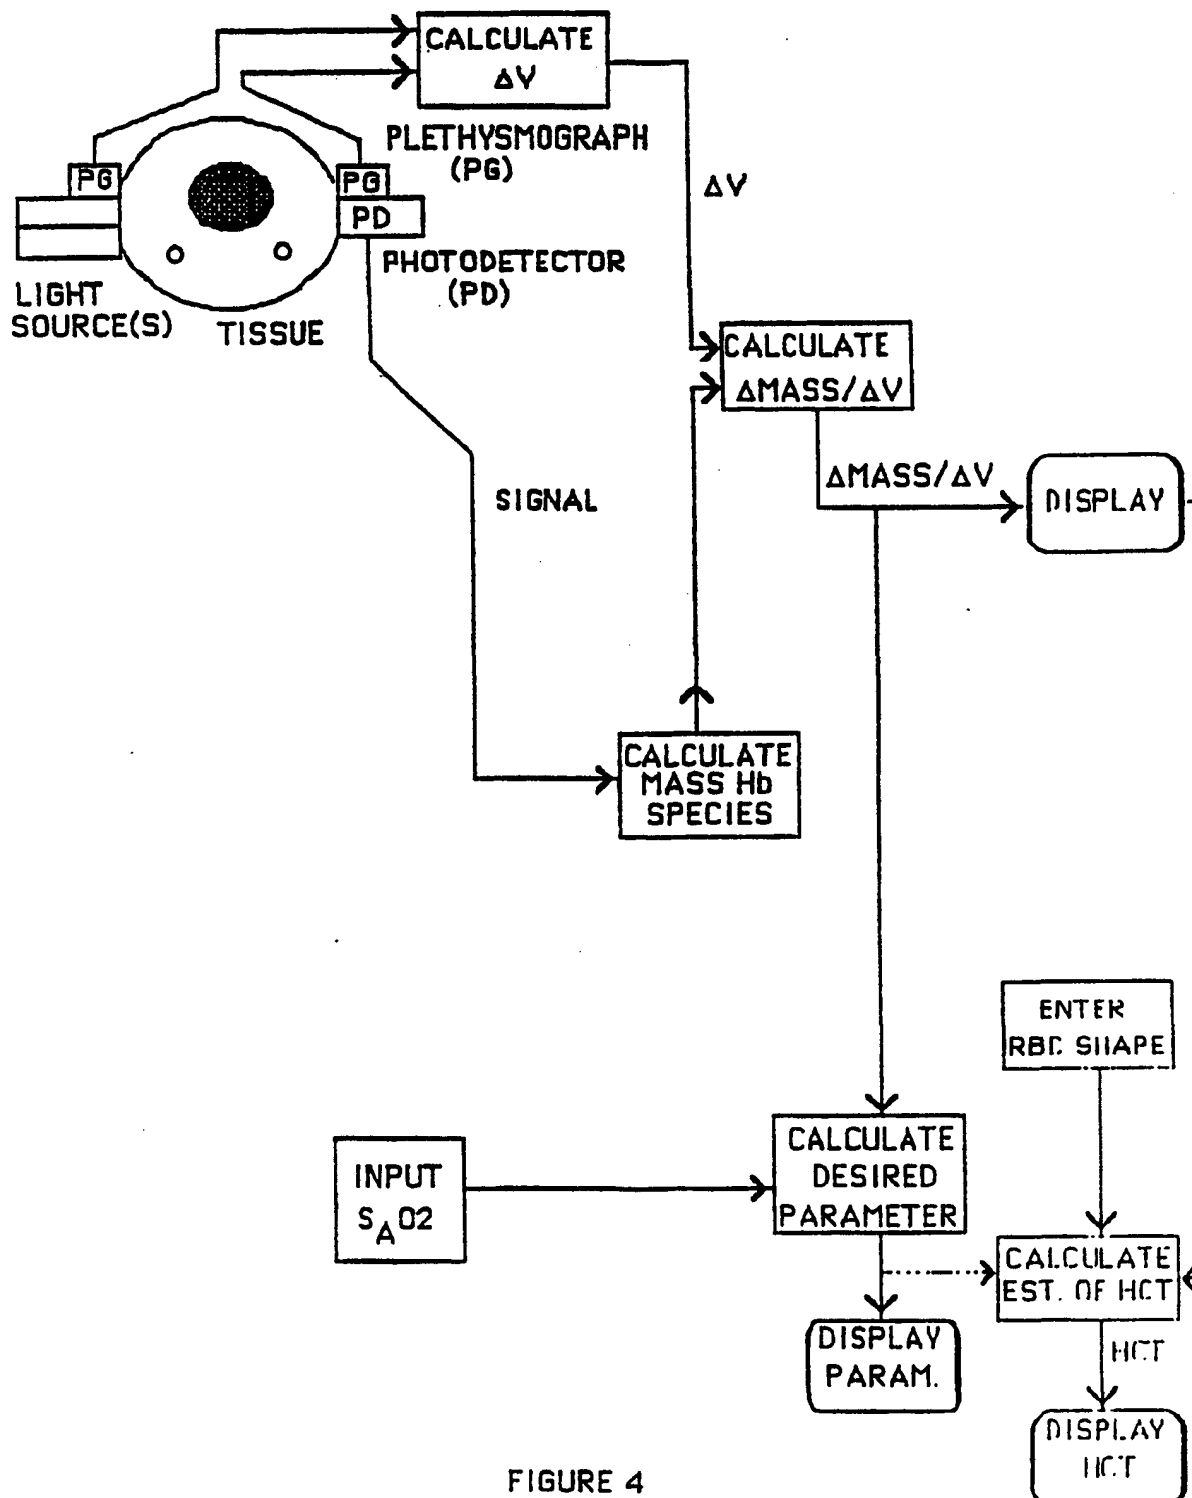 CALCULATE
ΔV
PLETHYSMOGRAPH
(PG)
PG
PG
PD
PHOTODETECTOR
(PD)
LIGHT
SOURCE(S)
TISSUE
ΔV
CALCULATE
ΔMASS/ΔV
ΔMASS/ΔV
DISPLAY
SIGNAL
CALCULATE
MASS Hb
SPECIES
ENTER
RBC SHAPE
INPUT
SAO2
CALCULATE
DESIRED
PARAMETER
CALCULATE
EST. OF HCT
HCT
DISPLAY
PARAM.
DISPLAY
HCT
FIGURE 4